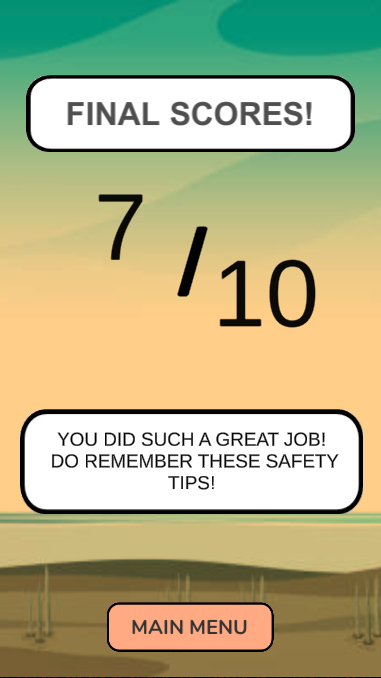 FINAL SCORES!
7 / 10
YOU DID SUCH A GREAT JOB!
DO REMEMBER THESE SAFETY
TIPS!
MAIN MENU